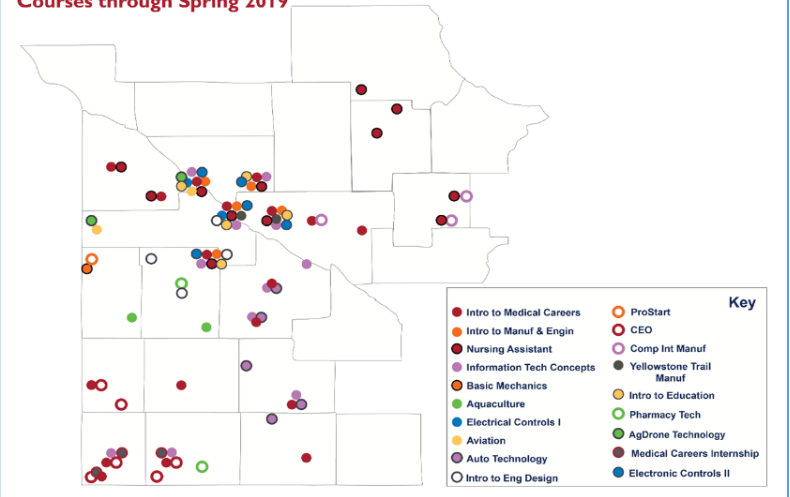 Courses through Spring 2019
Key
Intro to Medical Careers
Intro to Manuf & Engin
Nursing Assistant
Information Tech Concepts
Basic Mechanics
Aquaculture
Electrical Controls I
Aviation
Auto Technology
Intro to Eng Design
ProStart
CEO
Comp Int Manuf
Yellowstone Trail
Manuf
Intro to Education
Pharmacy Tech
AgDrone Technology
Medical Careers Internship
Electronic Controls II